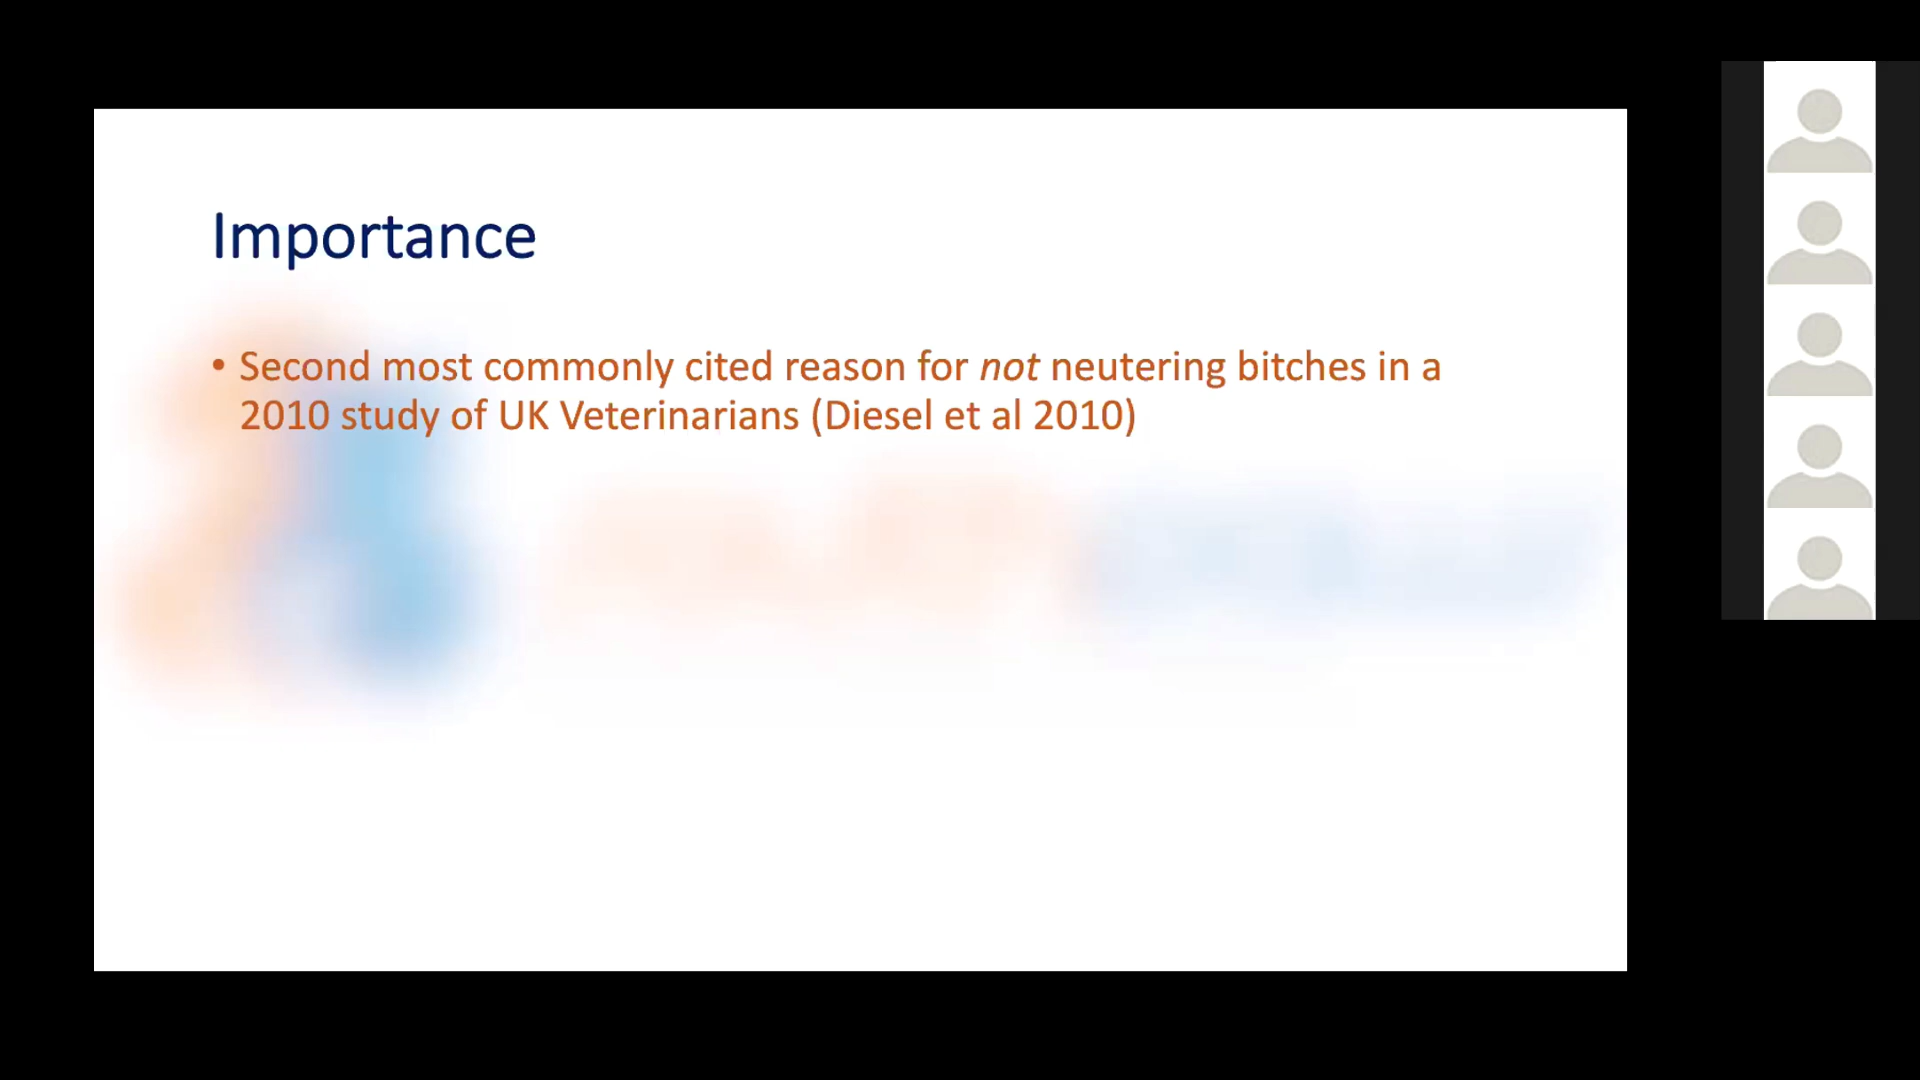 Importance
• Second most commonly cited reason for not neutering bitches in a
2010 study of UK Veterinarians (Diesel et al 2010)